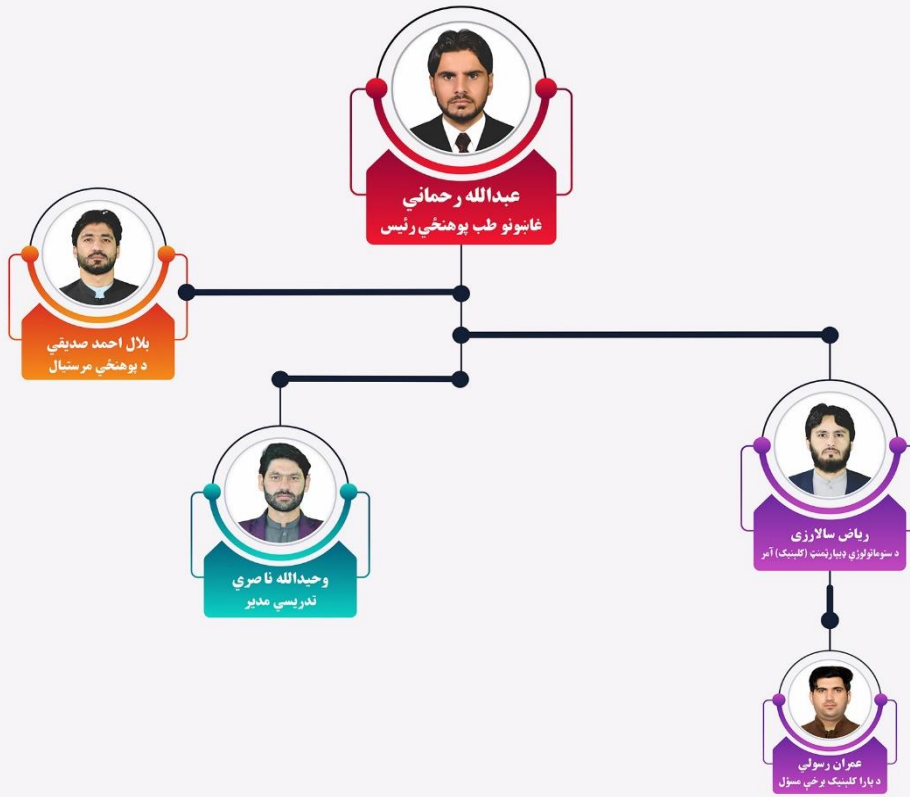 عبدالله رحماني
غاښونو طب پوهنځي رئیس
بلال احمد صدیقي
د پوهنځي مرستیال
وحیدالله ناصري
تدریسي مدیر
ریاض سالارزی
د ستوماتولوژي ډیپارټمنټ (کلینیک) آمر
عمران رسولي
د پارا کلینیک برخې مسؤل